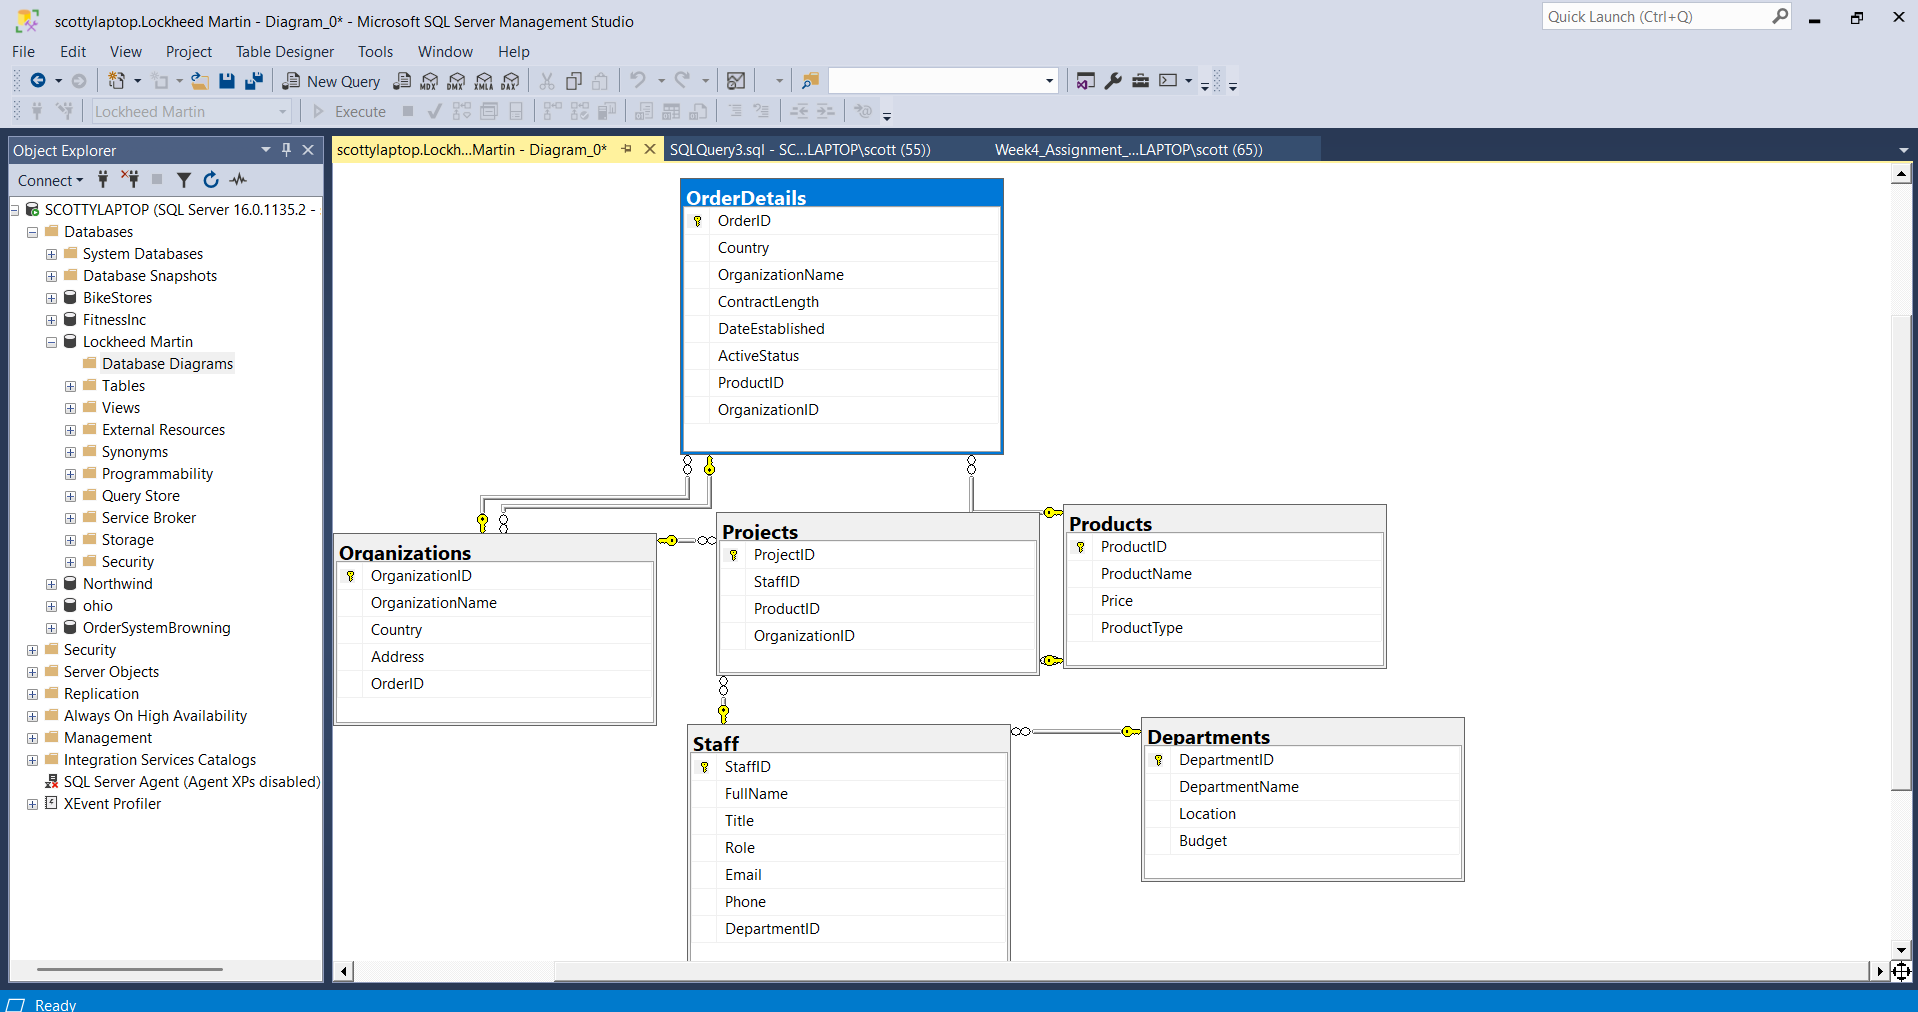 scottylaptop.Lockheed Martin - Diagram_0* - Microsoft SQL Server Management Studio
Quick Launch (Ctrl+Q)
File Edit View Project Table Designer Tools Window Help
New Query MDX DMX XMLA DAX
Lockheed Martin Execute
Object Explorer
scottylaptop.Lockh...Martin - Diagram_0* SQLQuery3.sql - SC...LAPTOP\scott (55)) Week4_Assignment_...LAPTOP\scott (65))
Connect
SCOTTYLAPTOP (SQL Server 16.0.1135.2 -
Databases
System Databases
Database Snapshots
BikeStores
FitnessInc
Lockheed Martin
Database Diagrams
Tables
Views
External Resources
Synonyms
Programmability
Query Store
Service Broker
Storage
Security
Northwind
ohio
OrderSystemBrowning
Security
Server Objects
Replication
Always On High Availability
Management
Integration Services Catalogs
SQL Server Agent (Agent XPs disabled)
XEvent Profiler
OrderDetails
OrderID
Country
OrganizationName
ContractLength
DateEstablished
ActiveStatus
ProductID
OrganizationID
Organizations
OrganizationID
OrganizationName
Country
Address
OrderID
Projects
ProjectID
StaffID
ProductID
OrganizationID
Products
ProductID
ProductName
Price
ProductType
Staff
StaffID
FullName
Title
Role
Email
Phone
DepartmentID
Departments
DepartmentID
DepartmentName
Location
Budget
Ready